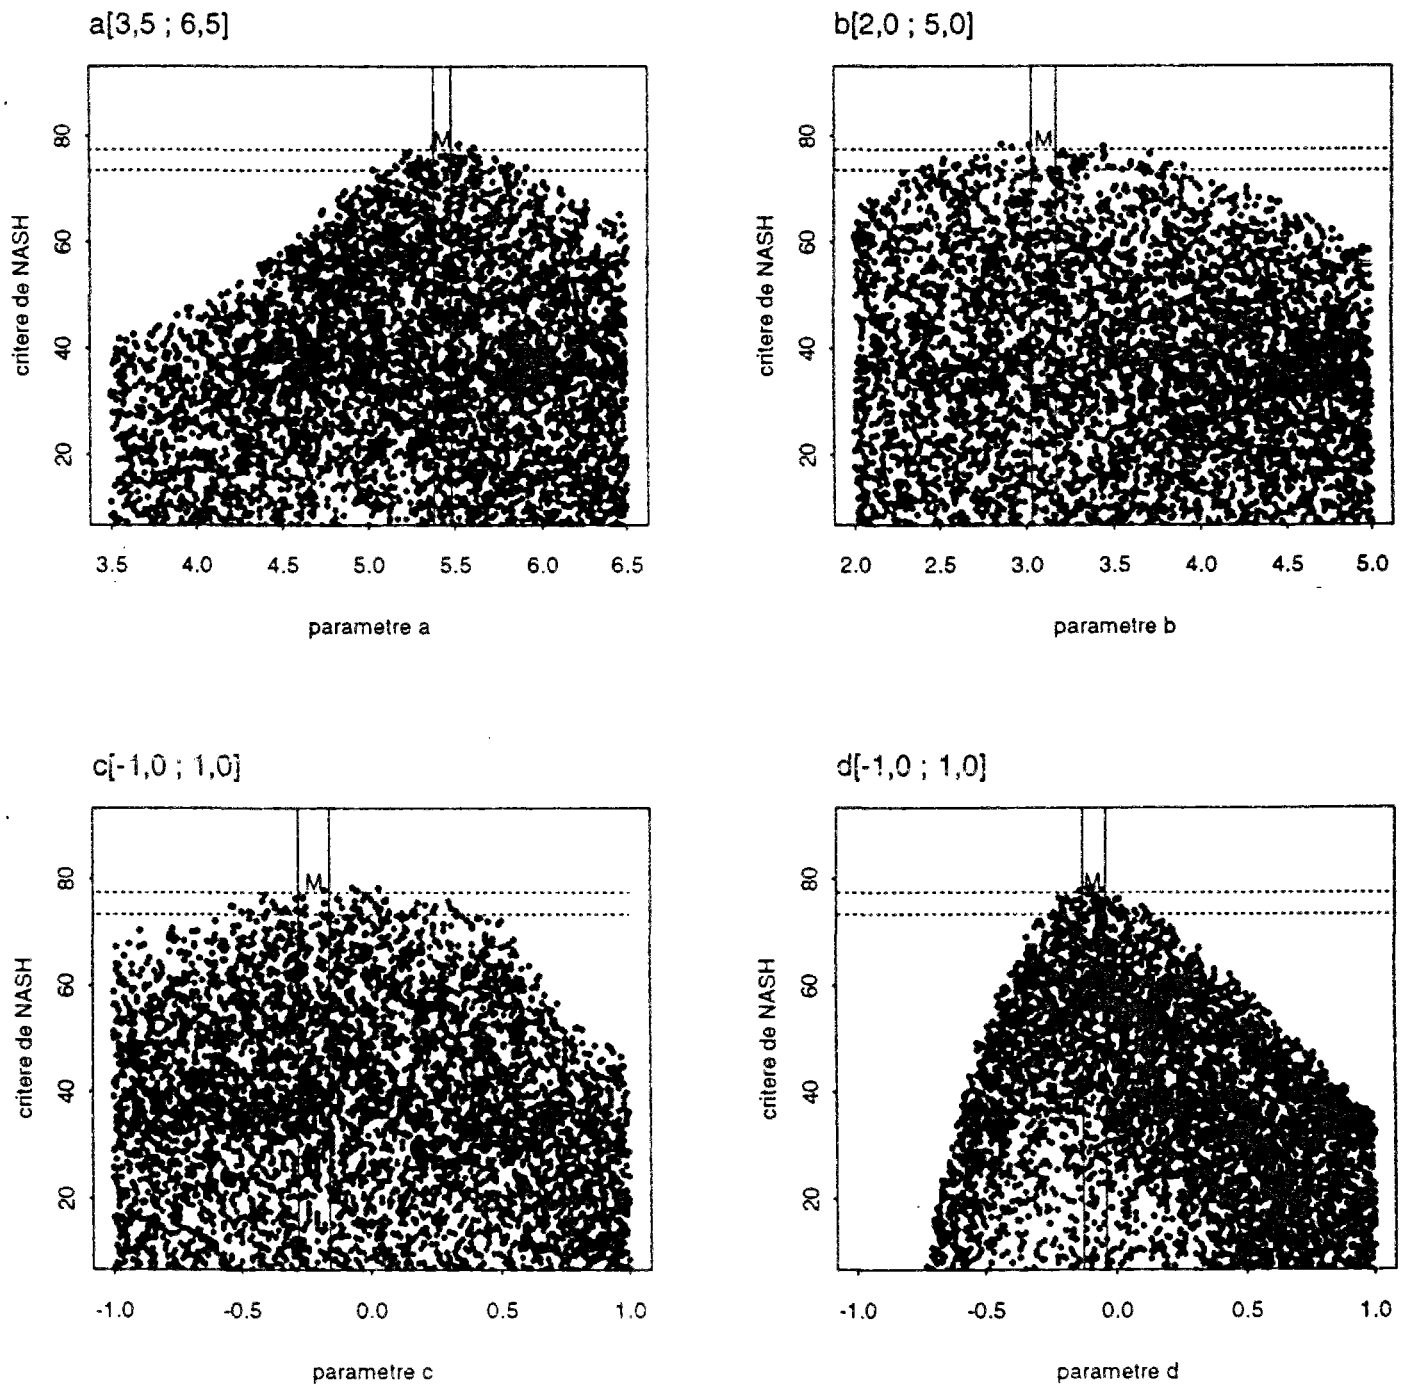 a[3,5 ; 6,5]
critere de NASH
80
60
40
20
M
3.5 4.0 4.5 5.0 5.5 6.0 6.5
parametre a
b[2,0 ; 5,0]
critere de NASH
80
60
40
20
M
2.0 2.5 3.0 3.5 4.0 4.5 5.0
parametre b
c[-1,0 ; 1,0]
critere de NASH
80
60
40
20
M
-1.0 -0.5 0.0 0.5 1.0
parametre c
d[-1,0 ; 1,0]
critere de NASH
80
60
40
20
M
-1.0 -0.5 0.0 0.5 1.0
parametre d